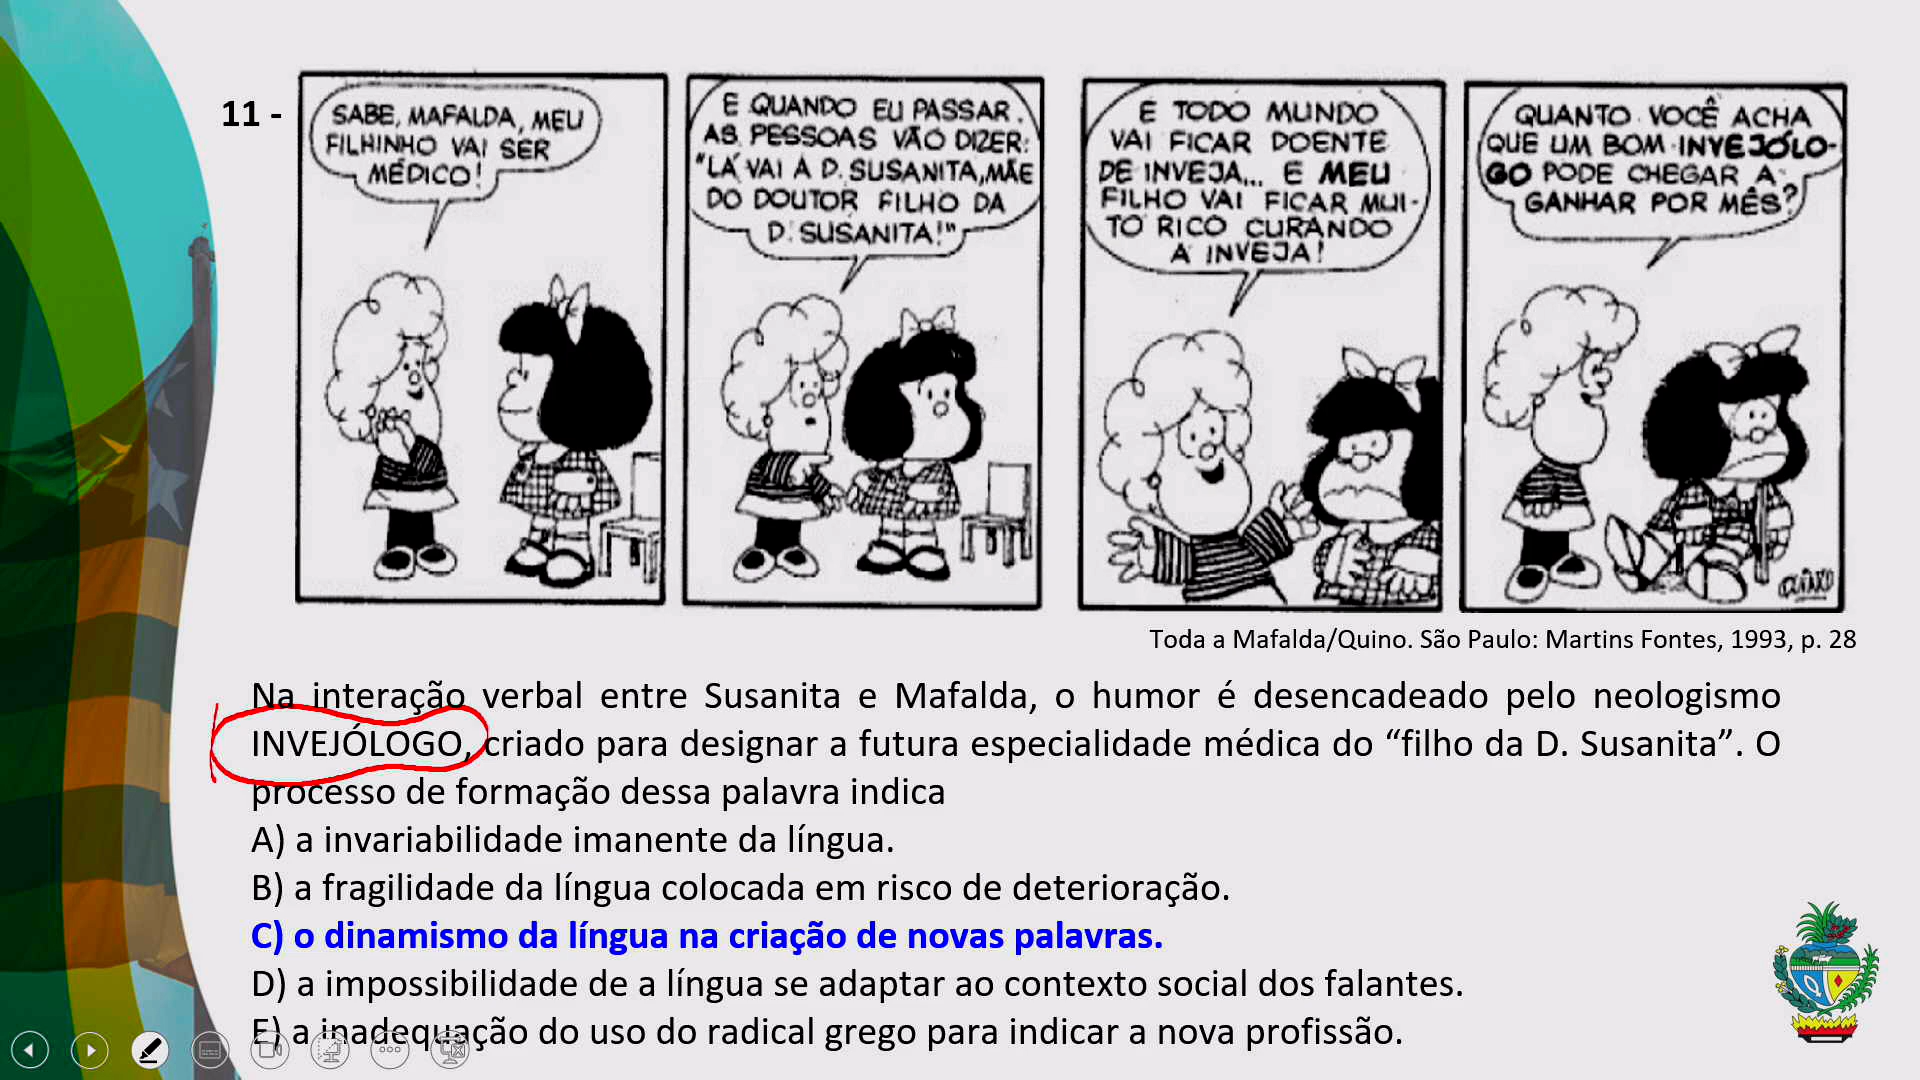 11 -
SABE, MAFALDA, MEU
FILHINHO VAI SER
MÉDICO!
E QUANDO EU PASSAR
AS PESSOAS VÃO DIZER:
"LÁ VAI A D. SUSANITA, MÃE
DO DOUTOR FILHO DA
D. SUSANITA!"
E TODO MUNDO
VAI FICAR DOENTE
DE INVEJA... E MEU
FILHO VAI FICAR MUI-
TO RICO CURANDO
A INVEJA!
QUANTO VOCÊ ACHA
QUE UM BOM INVEJÓLO-
GO PODE CHEGAR A
GANHAR POR MÊS?
QUINO
Toda a Mafalda/Quino. São Paulo: Martins Fontes, 1993, p. 28
Na interação verbal entre Susanita e Mafalda, o humor é desencadeado pelo neologismo
INVEJÓLOGO, criado para designar a futura especialidade médica do “filho da D. Susanita”. O
processo de formação dessa palavra indica
A) a invariabilidade imanente da língua.
B) a fragilidade da língua colocada em risco de deterioração.
C) o dinamismo da língua na criação de novas palavras.
D) a impossibilidade de a língua se adaptar ao contexto social dos falantes.
E) a inadequação do uso do radical grego para indicar a nova profissão.